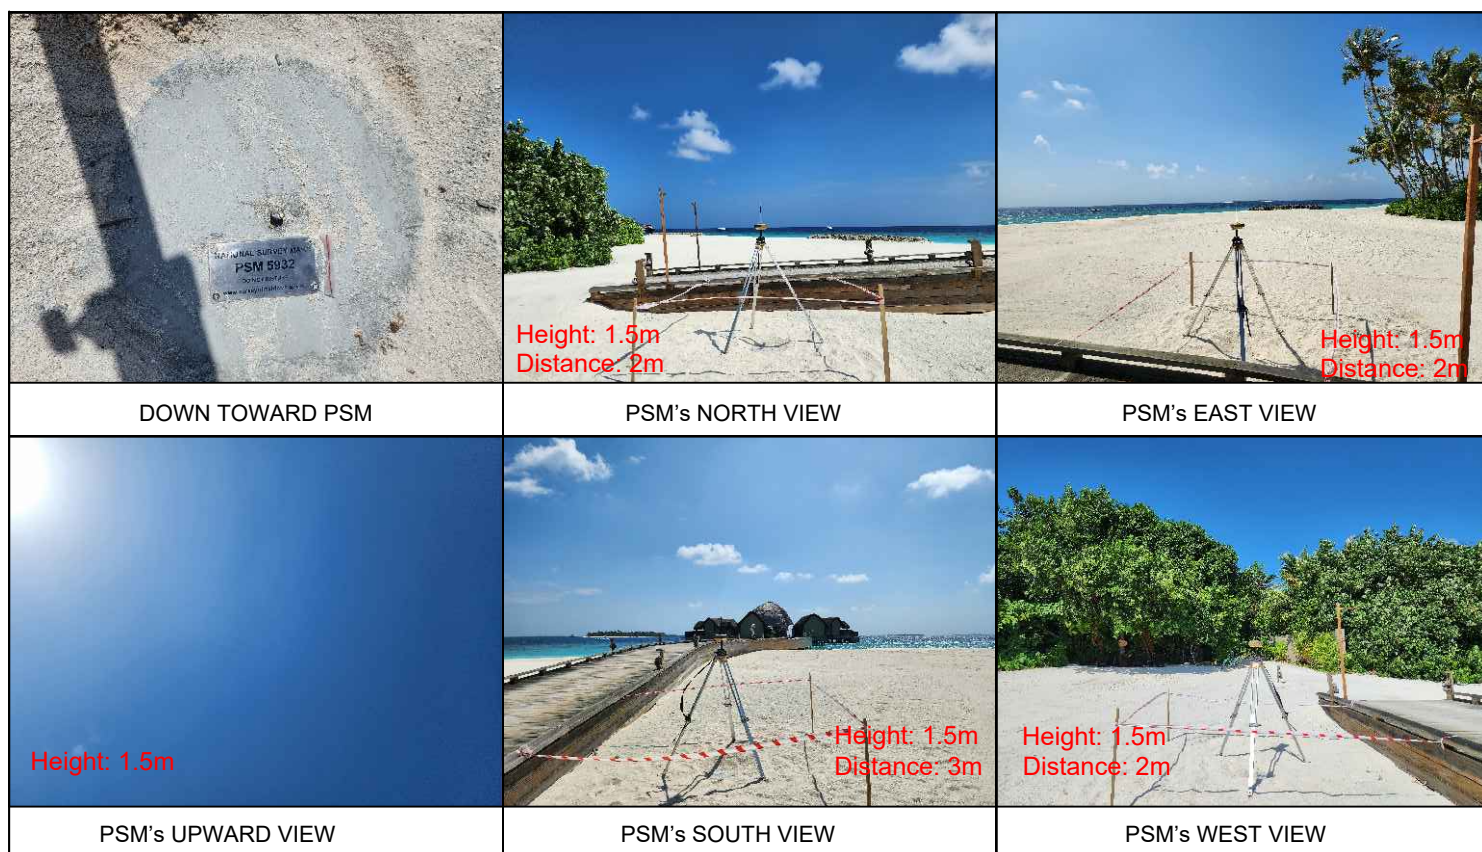 NATIONAL SURVEY MARK
PSM 5932
Height: 1.5m
Distance: 2m
Height: 1.5m
Distance: 2m
DOWN TOWARD PSM
PSM's NORTH VIEW
PSM's EAST VIEW
Height: 1.5m
Height: 1.5m
Distance: 3m
Height: 1.5m
Distance: 2m
PSM's UPWARD VIEW
PSM's SOUTH VIEW
PSM's WEST VIEW